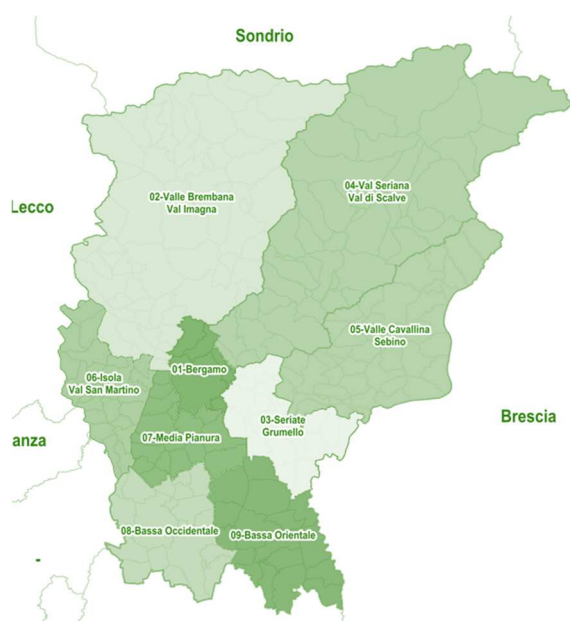 Sondrio
04-Val Seriana
Val di Scalve
02-Valle Brembana
Val Imagna
Lecco
05-Valle Cavallina
Sebino
01-Bergamo
06-Isola
Val San Martino
03-Seriate
Grumello
Brescia
anza
07-Media Pianura
08-Bassa Occidentale
09-Bassa Orientale